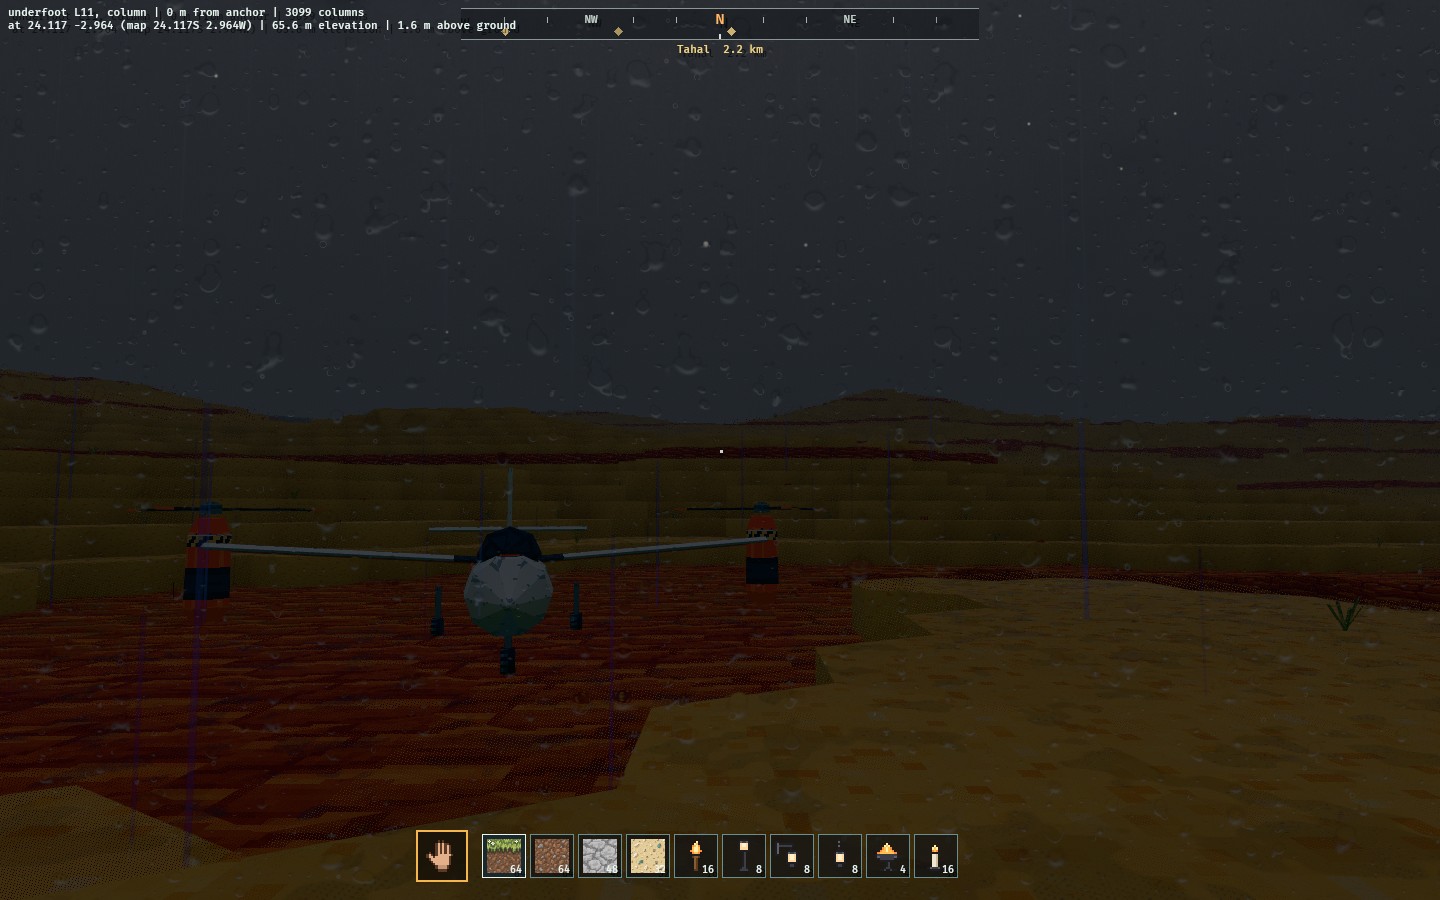 underfoot L11, column | 0 m from anchor | 3099 columns
at 24.117 -2.964 (map 24.117S 2.964W) | 65.6 m elevation | 1.6 m above ground
NW N NE
Tahal 2.2 km
64 64 48 16 8 8 8 4 16